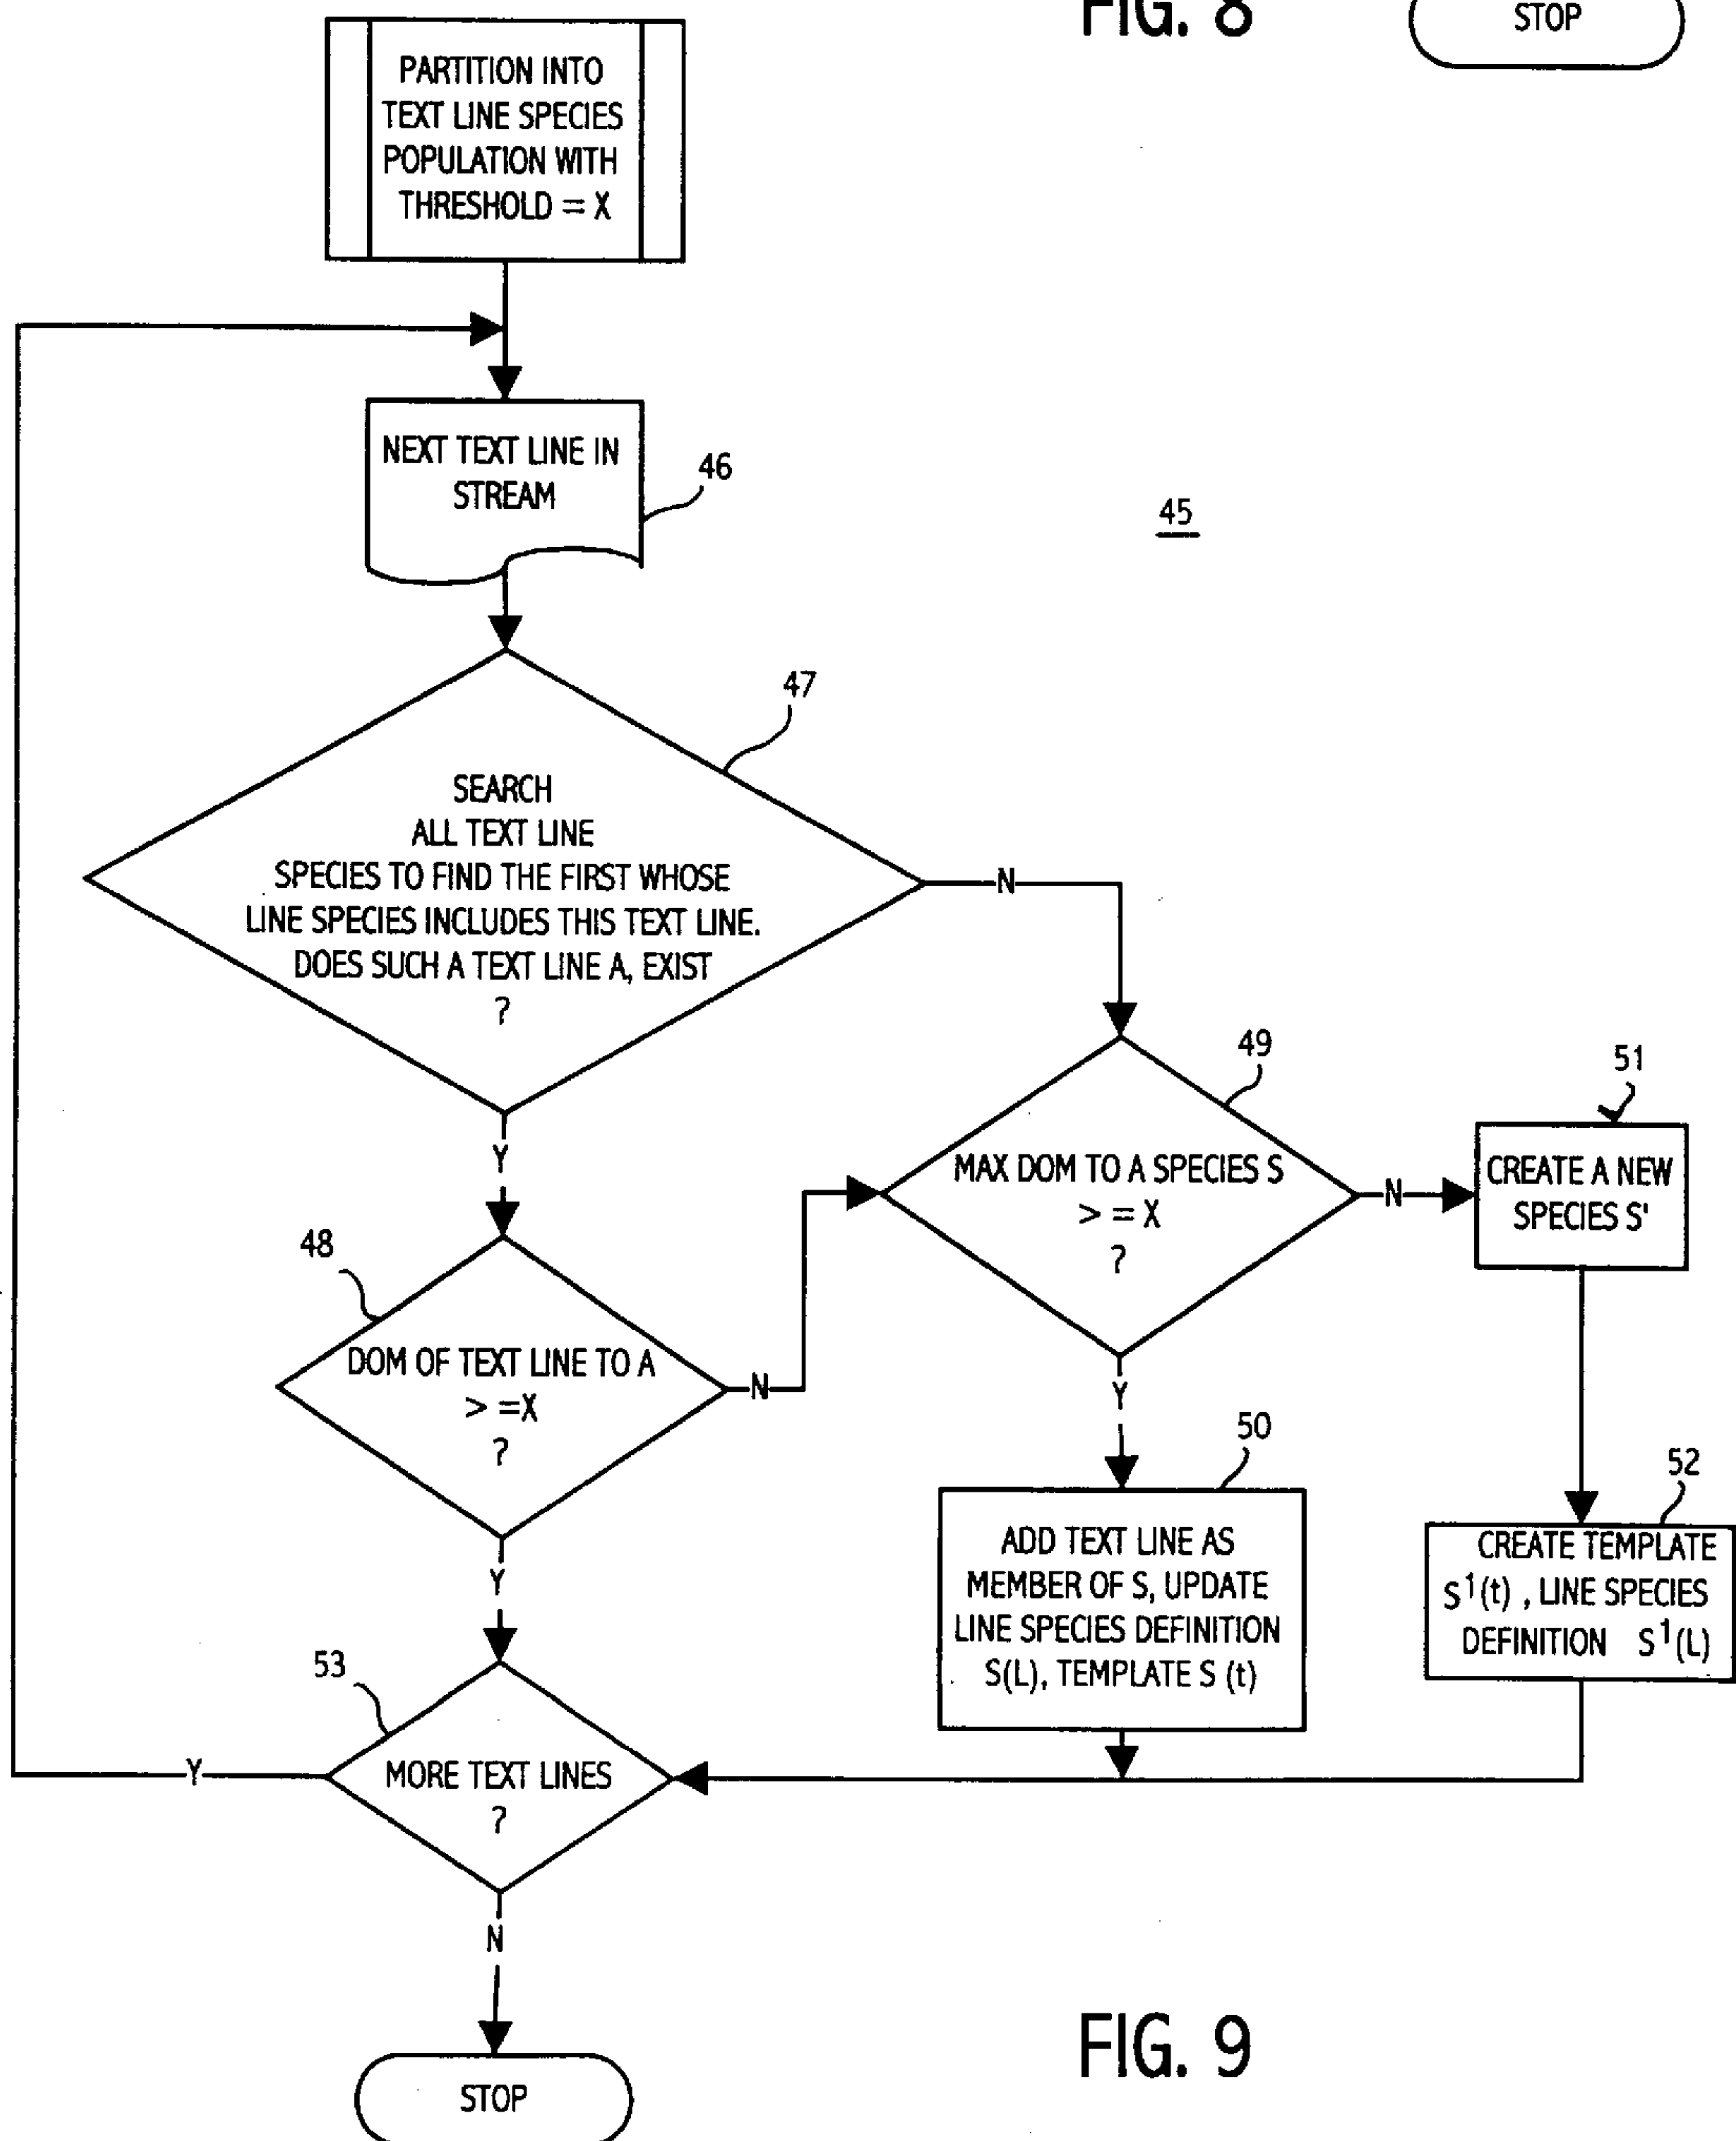 FIG. 8
STOP
PARTITION INTO
TEXT LINE SPECIES
POPULATION WITH
THRESHOLD = X
NEXT TEXT LINE IN
STREAM
46
45
47
SEARCH
ALL TEXT LINE
SPECIES TO FIND THE FIRST WHOSE
LINE SPECIES INCLUDES THIS TEXT LINE.
DOES SUCH A TEXT LINE A, EXIST
?
N
Y
49
MAX DOM TO A SPECIES S
> = X
?
N
Y
51
CREATE A NEW
SPECIES S'
48
DOM OF TEXT LINE TO A
> =X
?
N
Y
50
ADD TEXT LINE AS
MEMBER OF S, UPDATE
LINE SPECIES DEFINITION
S(L), TEMPLATE S (t)
52
CREATE TEMPLATE
S¹(t) , LINE SPECIES
DEFINITION S¹(L)
53
MORE TEXT LINES
?
Y
N
STOP
FIG. 9